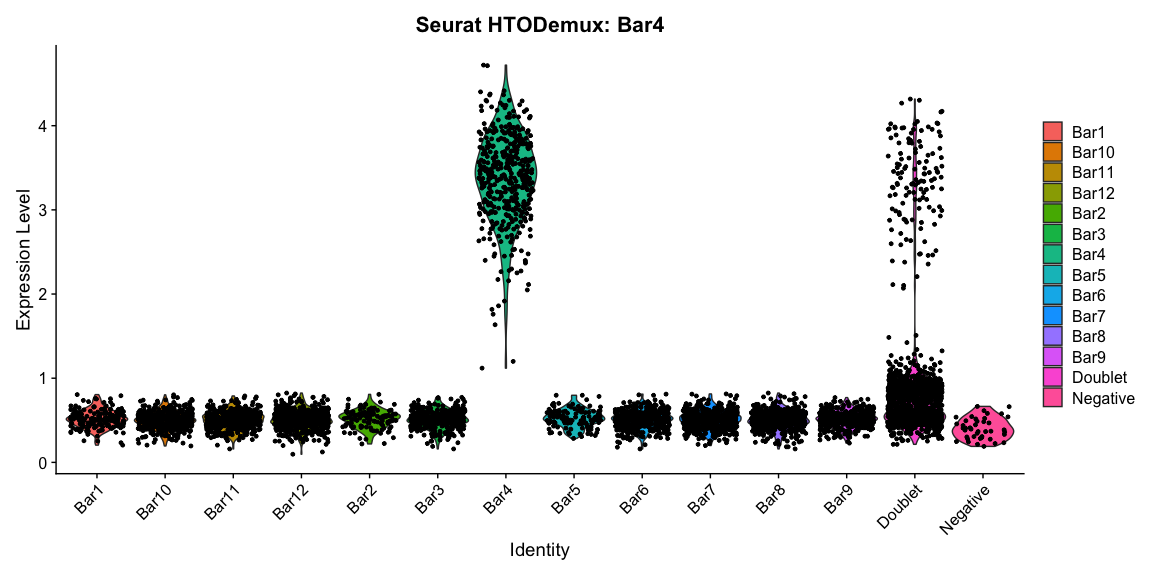 Seurat HTODemux: Bar4
Expression Level
4
3
2
1
0
Bar1
Bar10
Bar11
Bar12
Bar2
Bar3
Bar4
Bar5
Bar6
Bar7
Bar8
Bar9
Doublet
Negative
Identity
Bar1
Bar10
Bar11
Bar12
Bar2
Bar3
Bar4
Bar5
Bar6
Bar7
Bar8
Bar9
Doublet
Negative